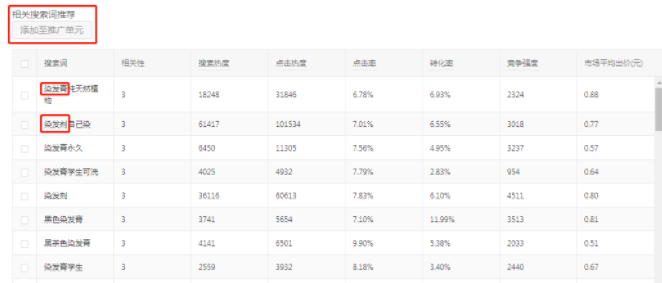 相关搜索词推荐
添加至推广单元
搜索词 相关性 搜索热度 点击热度 点击率 转化率 竞争强度 市场平均出价(元)
染发膏纯天然植物 3 18248 31846 6.78% 6.93% 2324 0.88
染发剂自己染 3 61417 101534 7.01% 6.55% 3018 0.77
染发膏永久 3 6450 11305 7.56% 4.95% 3237 0.57
染发膏学生可洗 3 4025 4932 7.79% 2.83% 954 0.64
染发剂 3 36116 60613 7.83% 6.10% 4511 0.80
黑色染发膏 3 3741 5654 7.10% 11.99% 3513 0.81
黑茶色染发膏 3 4141 6501 9.90% 5.38% 2033 0.51
染发膏学生 3 2559 3932 8.18% 3.40% 2440 0.67